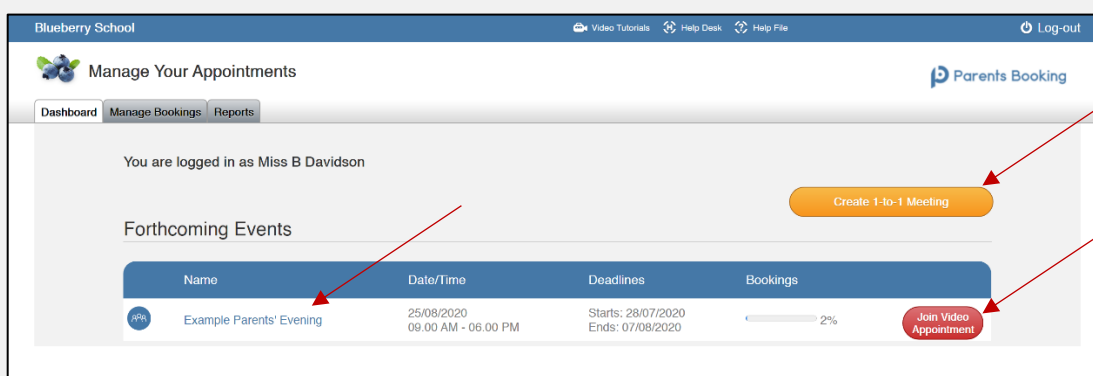 Blueberry School
Video Tutorials Help Desk Help File
Log-out
Manage Your Appointments
Parents Booking
Dashboard Manage Bookings Reports
You are logged in as Miss B Davidson
Create 1-to-1 Meeting
Forthcoming Events
Name Date/Time Deadlines Bookings
Example Parents' Evening
25/08/2020
09.00 AM - 06.00 PM
Starts: 28/07/2020
Ends: 07/08/2020
2%
Join Video
Appointment